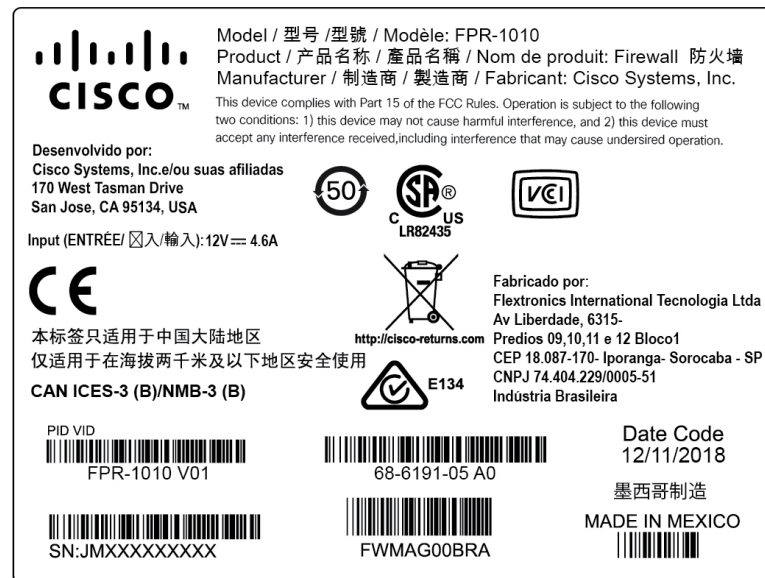 CISCO TM
Model / 型号 /型號 / Modèle: FPR-1010
Product / 产品名称 / 產品名稱 / Nom de produit: Firewall 防火墙
Manufacturer / 制造商 / 製造商 / Fabricant: Cisco Systems, Inc.
This device complies with Part 15 of the FCC Rules. Operation is subject to the following
two conditions: 1) this device may not cause harmful interference, and 2) this device must
accept any interference received,including interference that may cause undersired operation.
Desenvolvido por:
Cisco Systems, Inc.e/ou suas afiliadas
170 West Tasman Drive
San Jose, CA 95134, USA
Input (ENTRÉE/ 入/輸入): 12V⎓ 4.6A
50
SA ®
C US
LR82435
VCI
CE
http://cisco-returns.com
E134
本标签只适用于中国大陆地区
仅适用于在海拔两千米及以下地区安全使用
CAN ICES-3 (B)/NMB-3 (B)
Fabricado por:
Flextronics International Tecnologia Ltda
Av Liberdade, 6315-
Predios 09,10,11 e 12 Bloco1
CEP 18.087-170- Iporanga- Sorocaba - SP
CNPJ 74.404.229/0005-51
Indústria Brasileira
PID VID
FPR-1010 V01
68-6191-05 A0
Date Code
12/11/2018
墨西哥制造
MADE IN MEXICO
SN:JMXXXXXXXXX
FWMAG00BRA